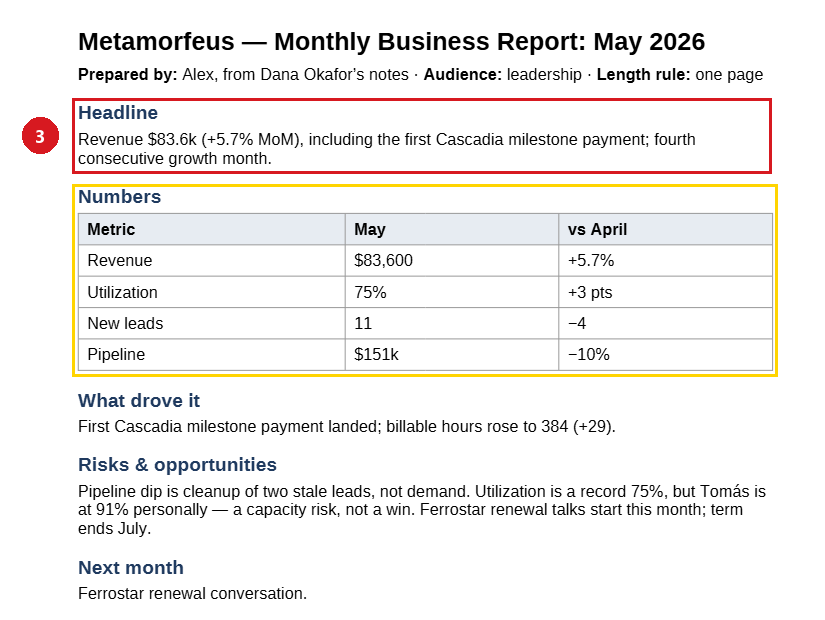 Metamorfeus — Monthly Business Report: May 2026
Prepared by: Alex, from Dana Okafor’s notes · Audience: leadership · Length rule: one page
Headline
3
Revenue $83.6k (+5.7% MoM), including the first Cascadia milestone payment; fourth
consecutive growth month.
Numbers
Metric May vs April
Revenue $83,600 +5.7%
Utilization 75% +3 pts
New leads 11 −4
Pipeline $151k −10%
What drove it
First Cascadia milestone payment landed; billable hours rose to 384 (+29).
Risks & opportunities
Pipeline dip is cleanup of two stale leads, not demand. Utilization is a record 75%, but Tomás is
at 91% personally — a capacity risk, not a win. Ferrostar renewal talks start this month; term
ends July.
Next month
Ferrostar renewal conversation.